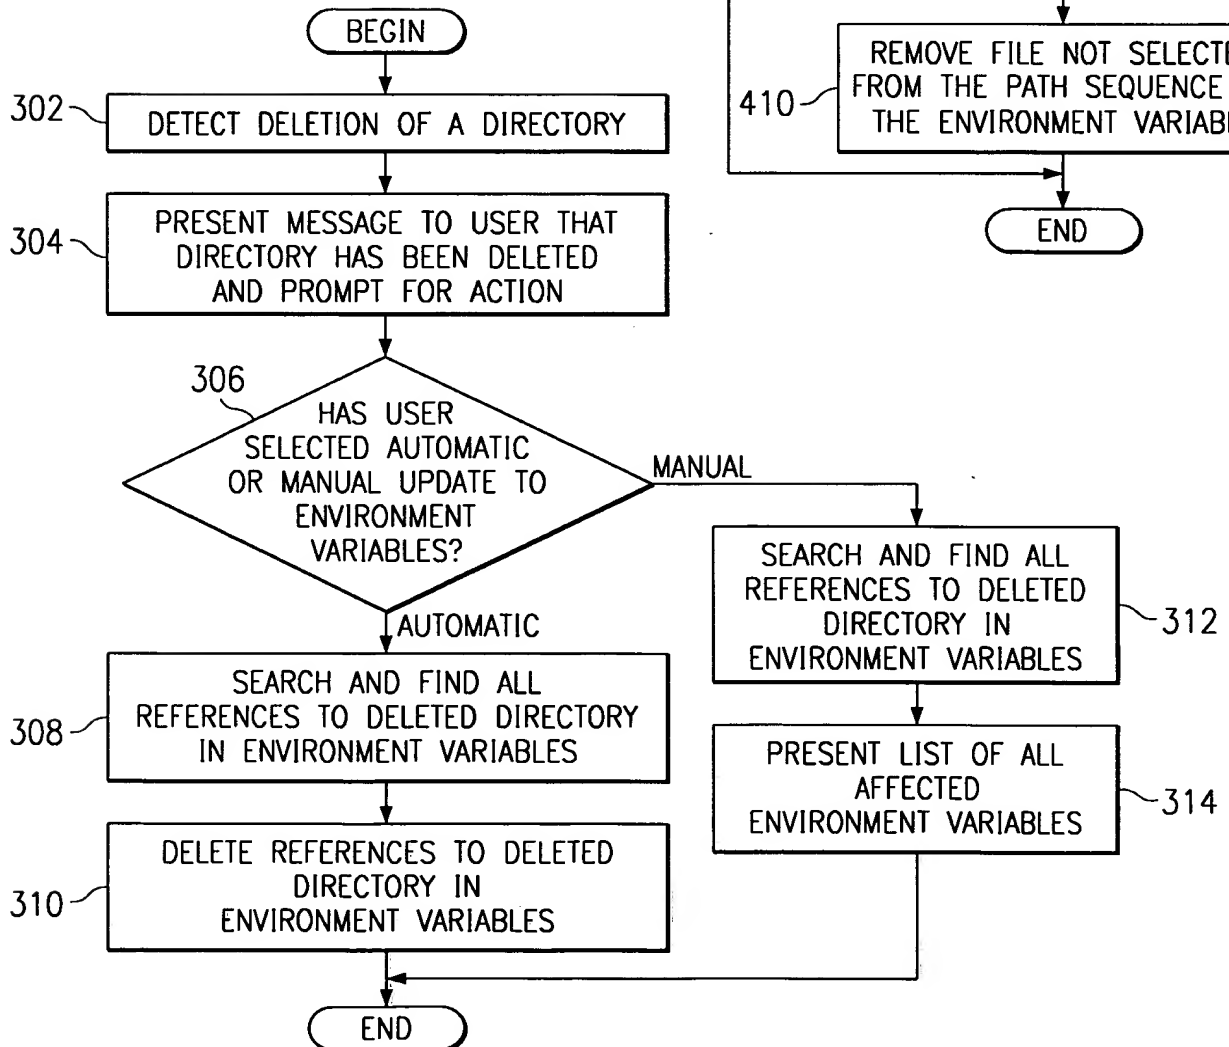 BEGIN
302
DETECT DELETION OF A DIRECTORY
304
PRESENT MESSAGE TO USER THAT
DIRECTORY HAS BEEN DELETED
AND PROMPT FOR ACTION
306
HAS USER
SELECTED AUTOMATIC
OR MANUAL UPDATE TO
ENVIRONMENT
VARIABLES?
MANUAL
AUTOMATIC
308
SEARCH AND FIND ALL
REFERENCES TO DELETED DIRECTORY
IN ENVIRONMENT VARIABLES
310
DELETE REFERENCES TO DELETED
DIRECTORY IN
ENVIRONMENT VARIABLES
END
SEARCH AND FIND ALL
REFERENCES TO DELETED
DIRECTORY IN
ENVIRONMENT VARIABLES
312
PRESENT LIST OF ALL
AFFECTED
ENVIRONMENT VARIABLES
314
410
REMOVE FILE NOT
FROM THE PATH SEQUENCE
THE ENVIRONMENT
END